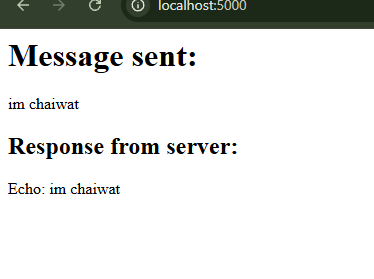 localhost:5000
Message sent:
im chaiwat
Response from server:
Echo: im chaiwat